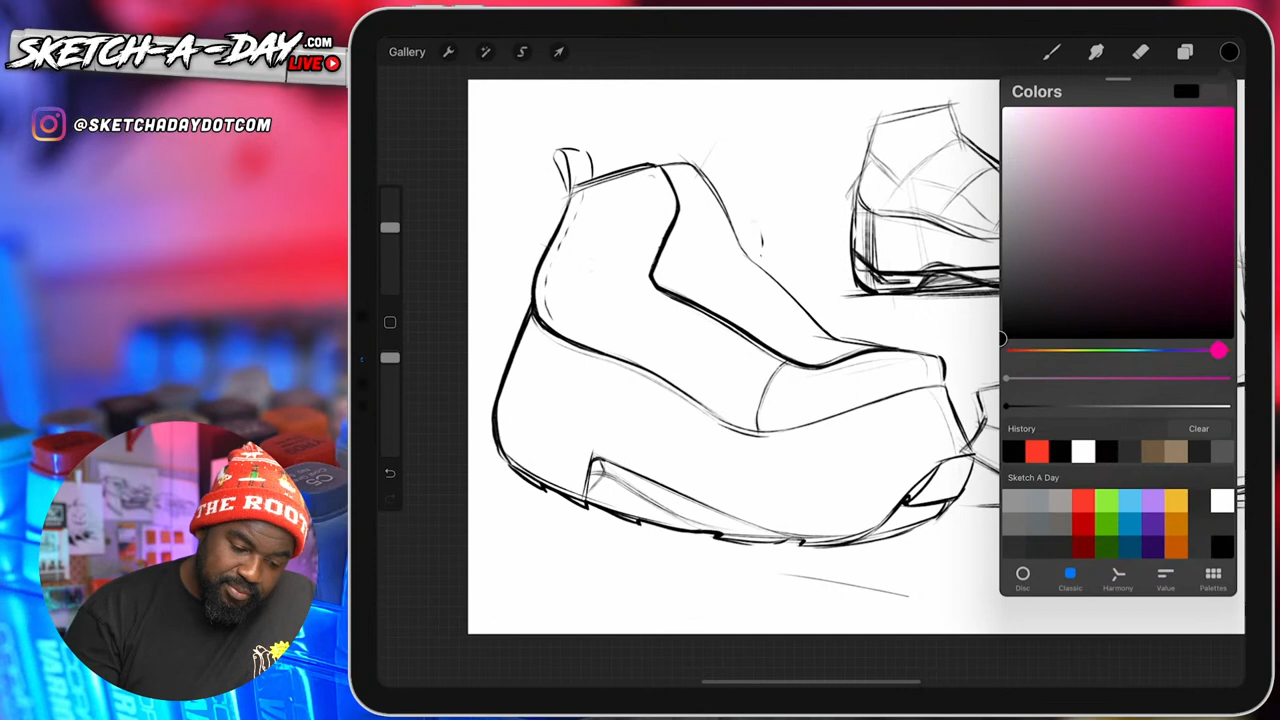 SKETCH-A-DAY.COM
LIVE
@SKETCHADAYDOTCOM
Gallery
Colors
History
Clear
Sketch A Day
Disc
Classic
Harmony
Value
Palettes
THE ROOT